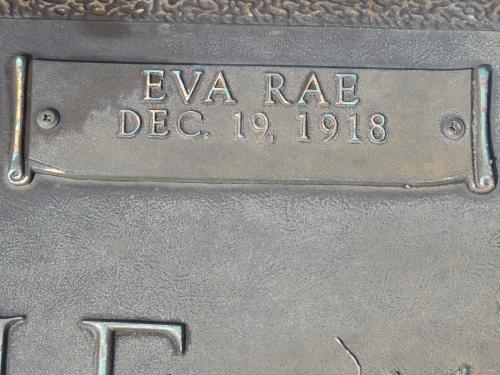 EVA RAE
DEC. 19, 1918